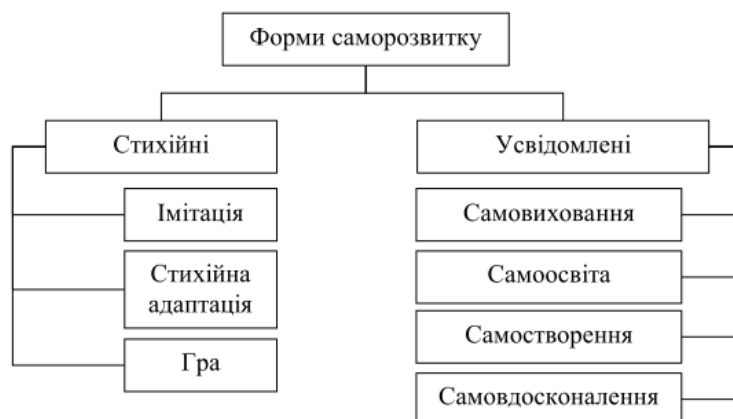 Форми саморозвитку
Стихійні
Усвідомлені
Імітація
Самовиховання
Стихійна
адаптація
Самоосвіта
Самостворення
Гра
Самовдосконалення